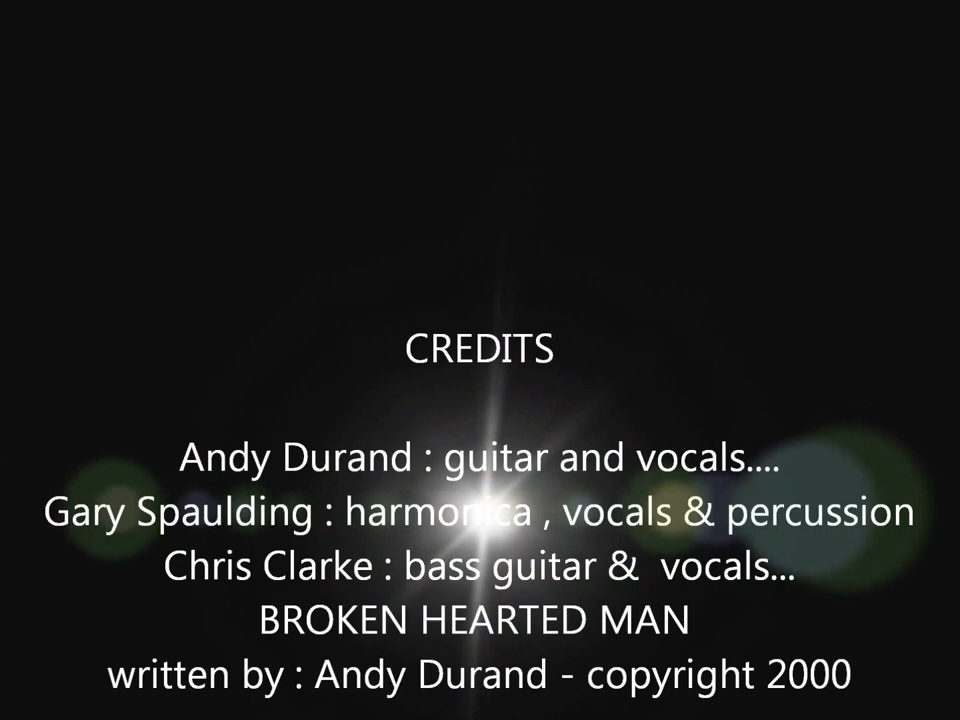 CREDITS
Andy Durand : guitar and vocals....
Gary Spaulding : harmonica , vocals & percussion
Chris Clarke : bass guitar &  vocals...
BROKEN HEARTED MAN
written by : Andy Durand - copyright 2000